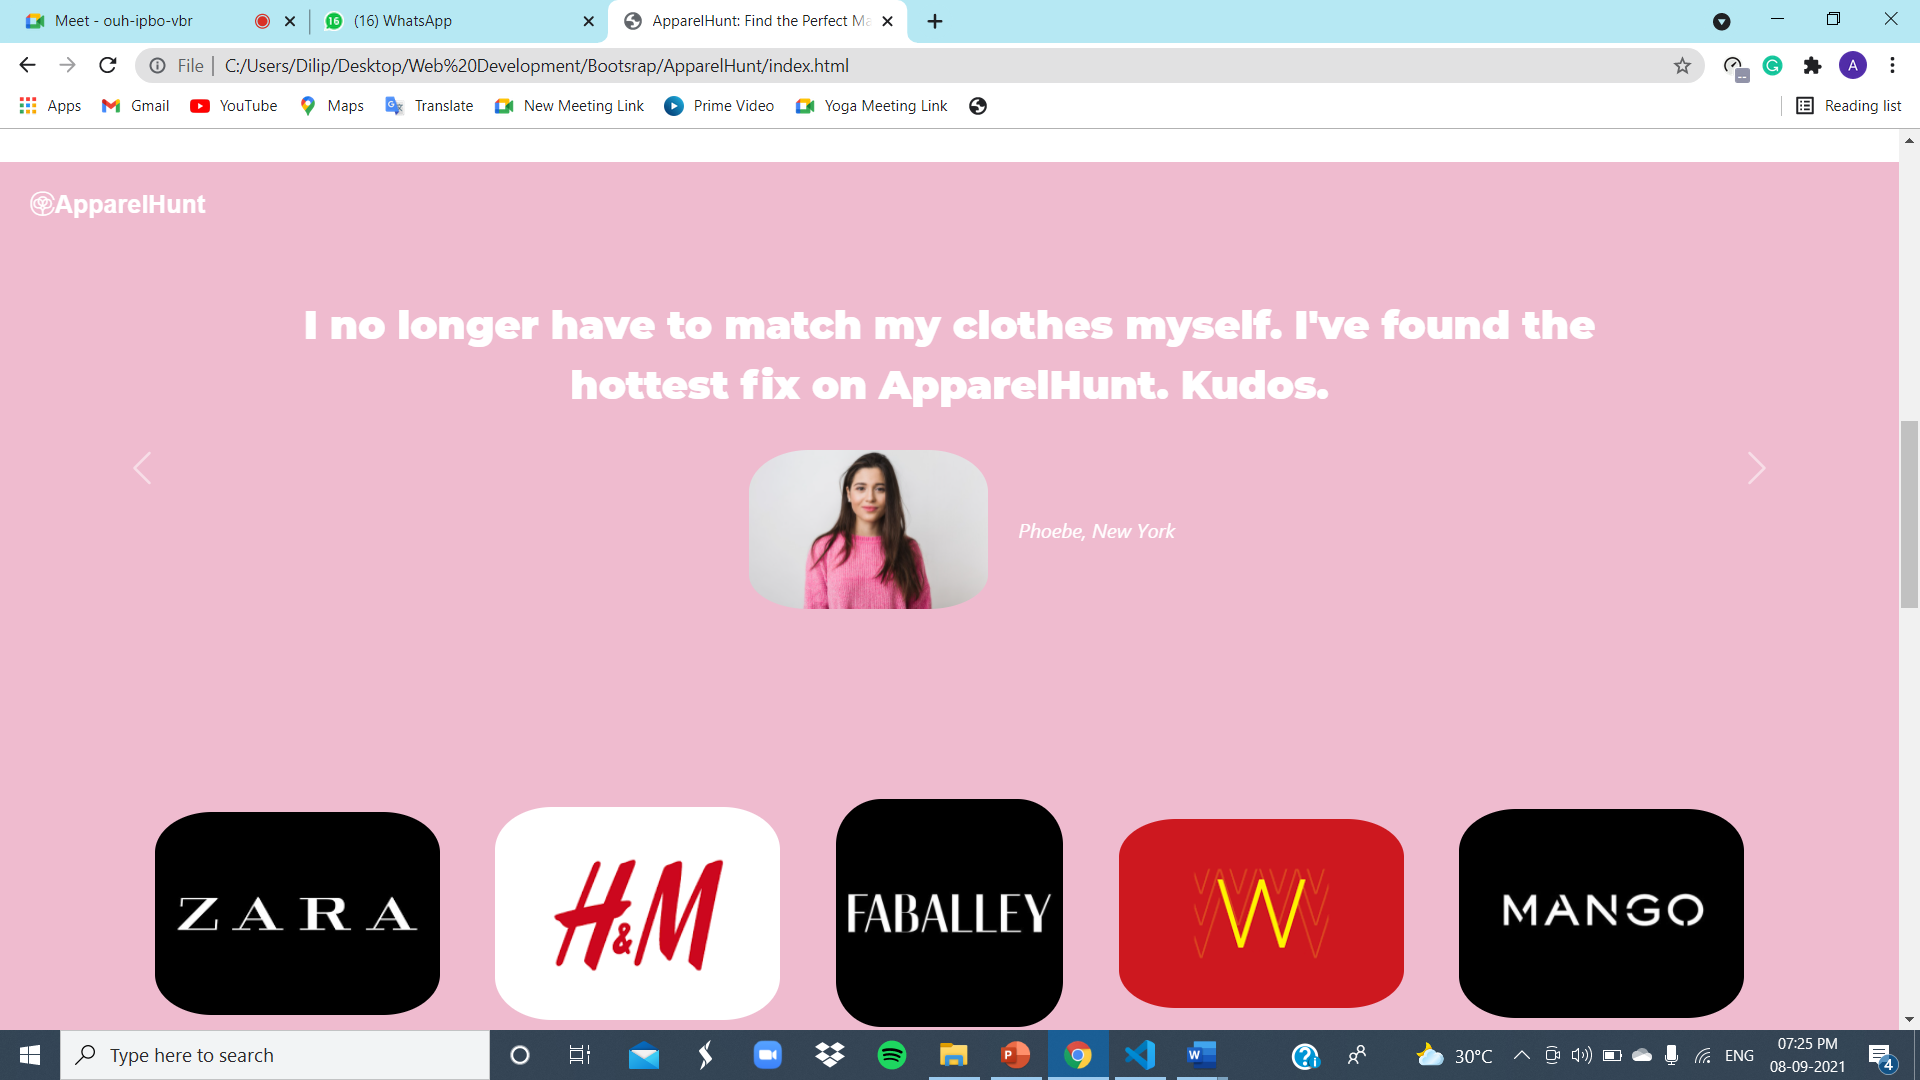 Meet - ouh-ipbo-vbr
16
(16) WhatsApp
ApparelHunt: Find the Perfect Ma
File
C:/Users/Dilip/Desktop/Web%20Development/Bootsrap/ApparelHunt/index.html
A
Apps
Gmail
YouTube
Maps
Translate
New Meeting Link
Prime Video
Yoga Meeting Link
Reading list
ApparelHunt
I no longer have to match my clothes myself. I've found the
hottest fix on ApparelHunt. Kudos.
Phoebe, New York
ZARA
H&M
FABALLEY
W
MANGO
Type here to search
30°C
ENG
07:25 PM
08-09-2021
4